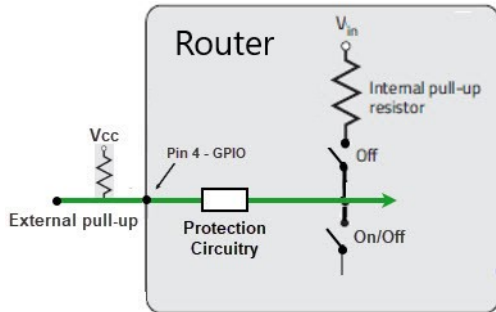 Router
Vin
Internal pull-up
resistor
Vcc
Pin 4 - GPIO
Off
External pull-up
Protection
Circuitry
On/Off